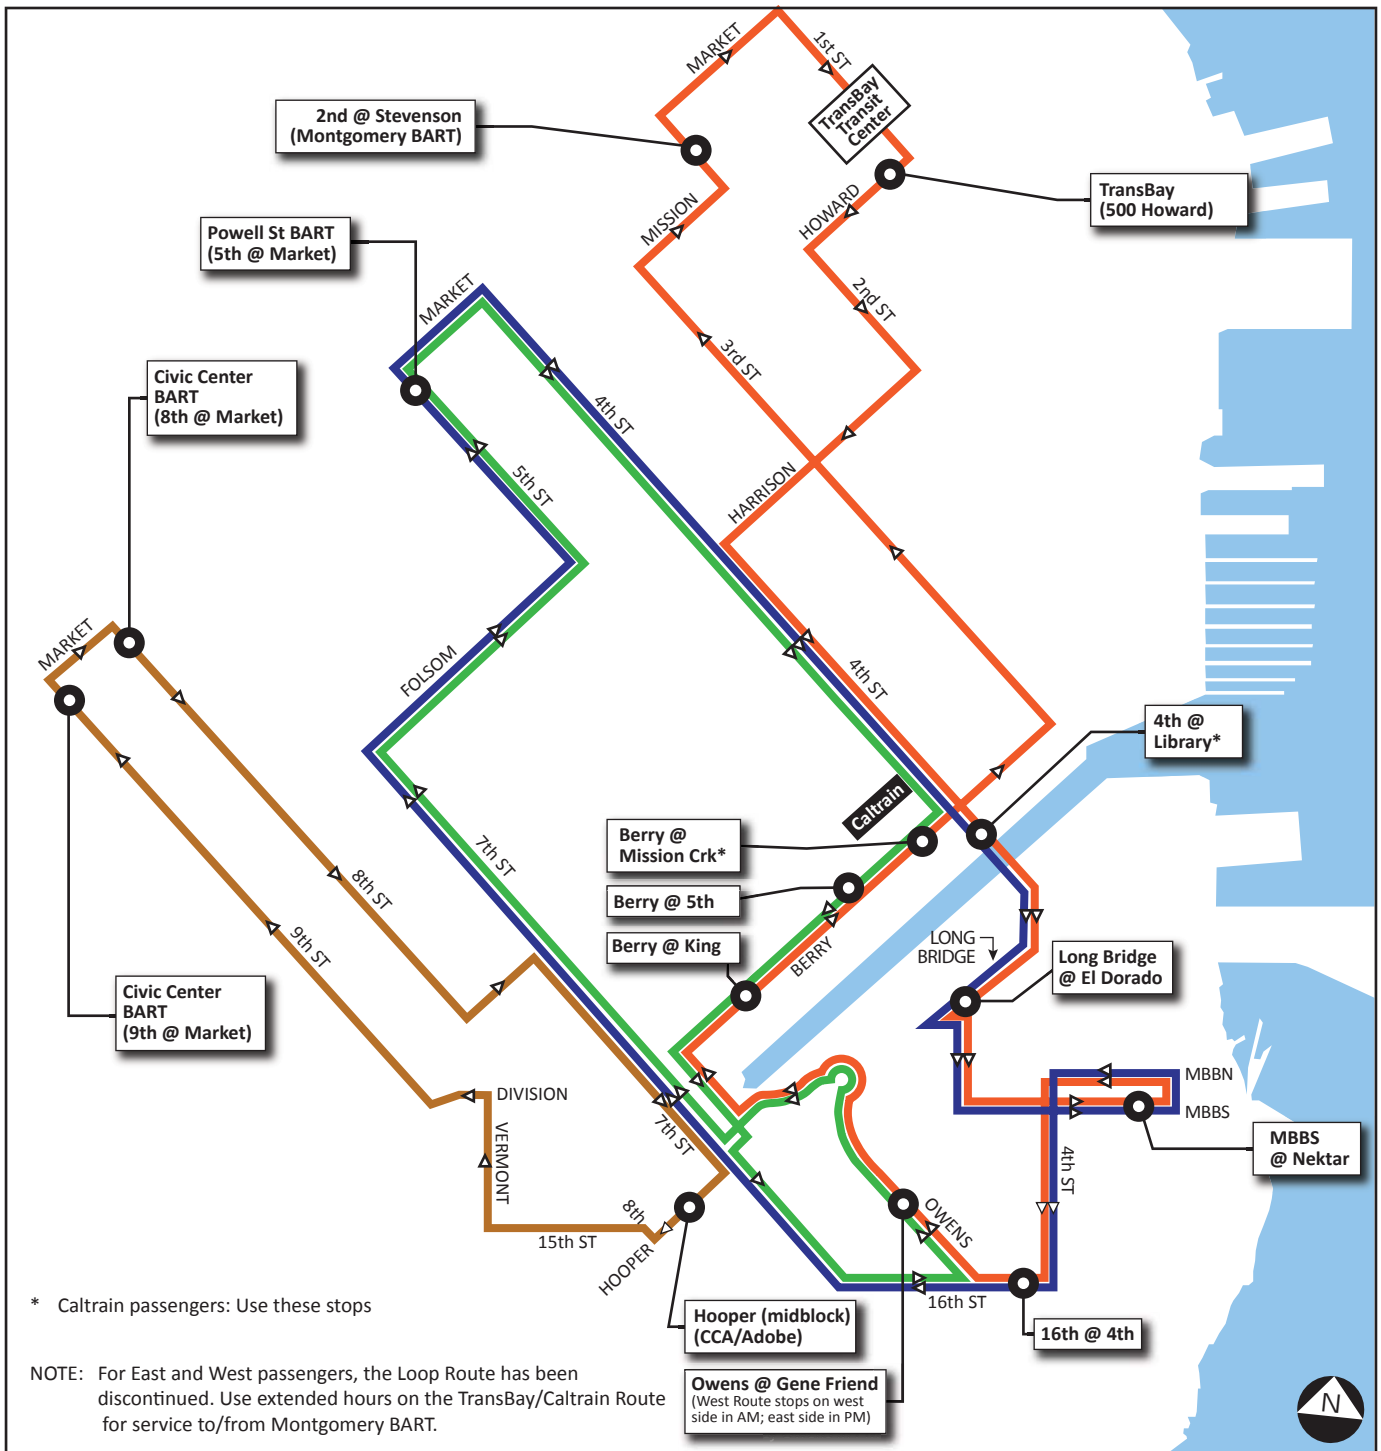 MARKET
1st ST
2nd @ Stevenson
(Montgomery BART)
TransBay
Transit
Center
TransBay
(500 Howard)
MISSION
HOWARD
Powell St BART
(5th @ Market)
MARKET
2nd ST
3rd ST
Civic Center
BART
(8th @ Market)
4th ST
5th ST
HARRISON
MARKET
FOLSOM
4th ST
4th @
Library*
Caltrain
Berry @
Mission Crk*
7th ST
8th ST
Berry @ 5th
9th ST
Berry @ King
BERRY
LONG
BRIDGE
Long Bridge
@ El Dorado
Civic Center
BART
(9th @ Market)
MBBN
MBBS
DIVISION
VERMONT
7th ST
4th ST
MBBS
@ Nektar
8th
OWENS
15th ST
HOOPER
16th ST
* Caltrain passengers: Use these stops
Hooper (midblock)
(CCA/Adobe)
16th @ 4th
NOTE: For East and West passengers, the Loop Route has been
discontinued. Use extended hours on the TransBay/Caltrain Route
for service to/from Montgomery BART.
Owens @ Gene Friend
(West Route stops on west
side in AM; east side in PM)
N